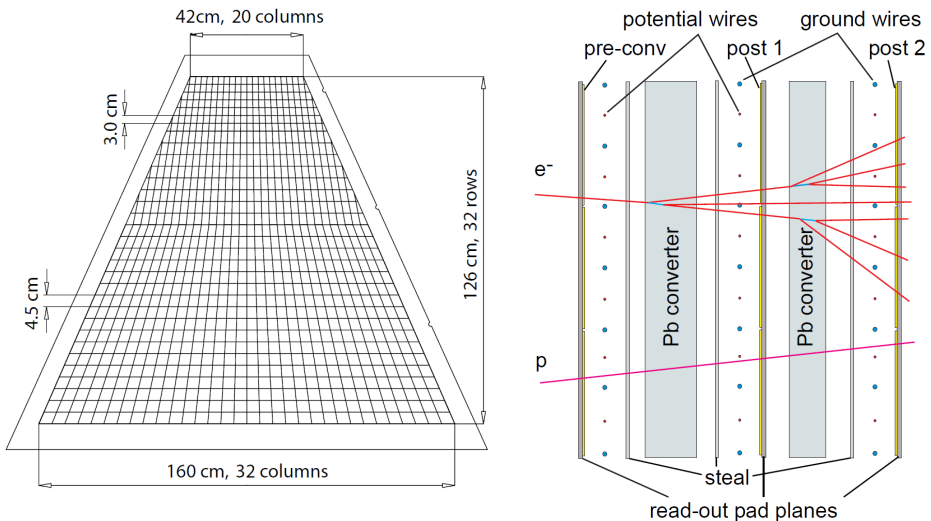 42cm, 20 columns
3.0 cm
4.5 cm
126 cm, 32 rows
160 cm, 32 columns
potential wires
ground wires
pre-conv
post 1
post 2
e-
Pb converter
Pb converter
p
steal
read-out pad planes